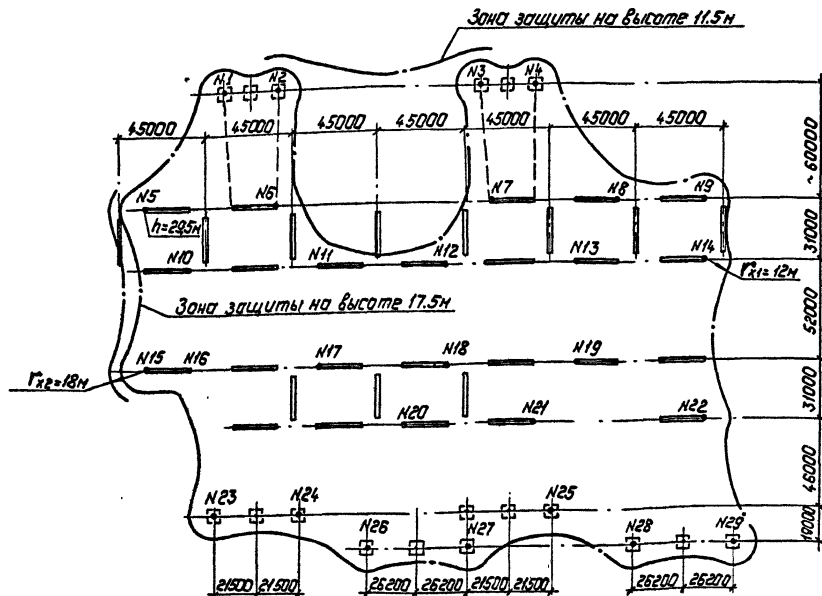 Зона защиты на высоте 11.5м
N1 N2 N3 N4
45000 45000 45000 45000 45000 45000 45000
~ 60000
N5 N6 N7 N8 N9
h=29.5м
31000
N10 N11 N12 N13 N14
rx1=12м
Зона защиты на высоте 17.5м
52000
N15 N16 N17 N18 N19
rx2=18м
31000
N20 N21 N22
46000
N23 N24 N25
N26 N27 N28 N29
19000
21500 21500 26200 26200 21500 21500 26200 26200